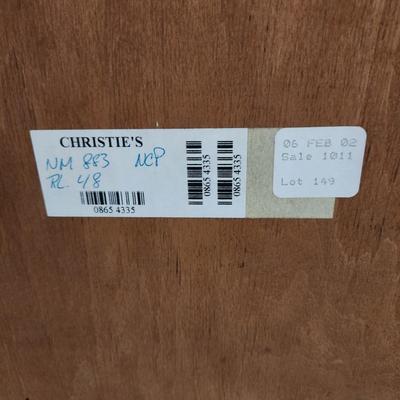 CHRISTIE'S
NM 883 NCP
RL 48
0865 4335
0865 4335
0865 4335
06 FEB 02
Sale 1011
Lot 149